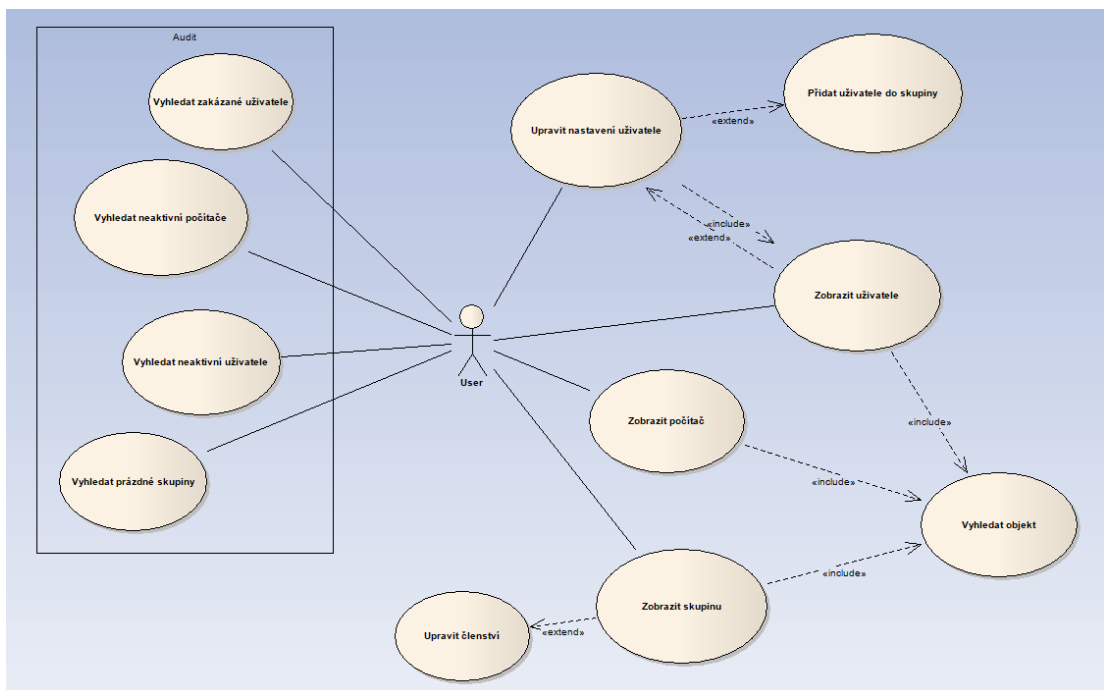 Audit
Vyhledat zakázané uživatele
Vyhledat neaktivní počítače
Vyhledat neaktivní uživatele
Vyhledat prázdné skupiny
User
Upravit nastavení uživatele
«extend»
Přidat uživatele do skupiny
«include»
«extend»
Zobrazit uživatele
Zobrazit počítač
«include»
«include»
Vyhledat objekt
«include»
Zobrazit skupinu
«extend»
Upravit členství